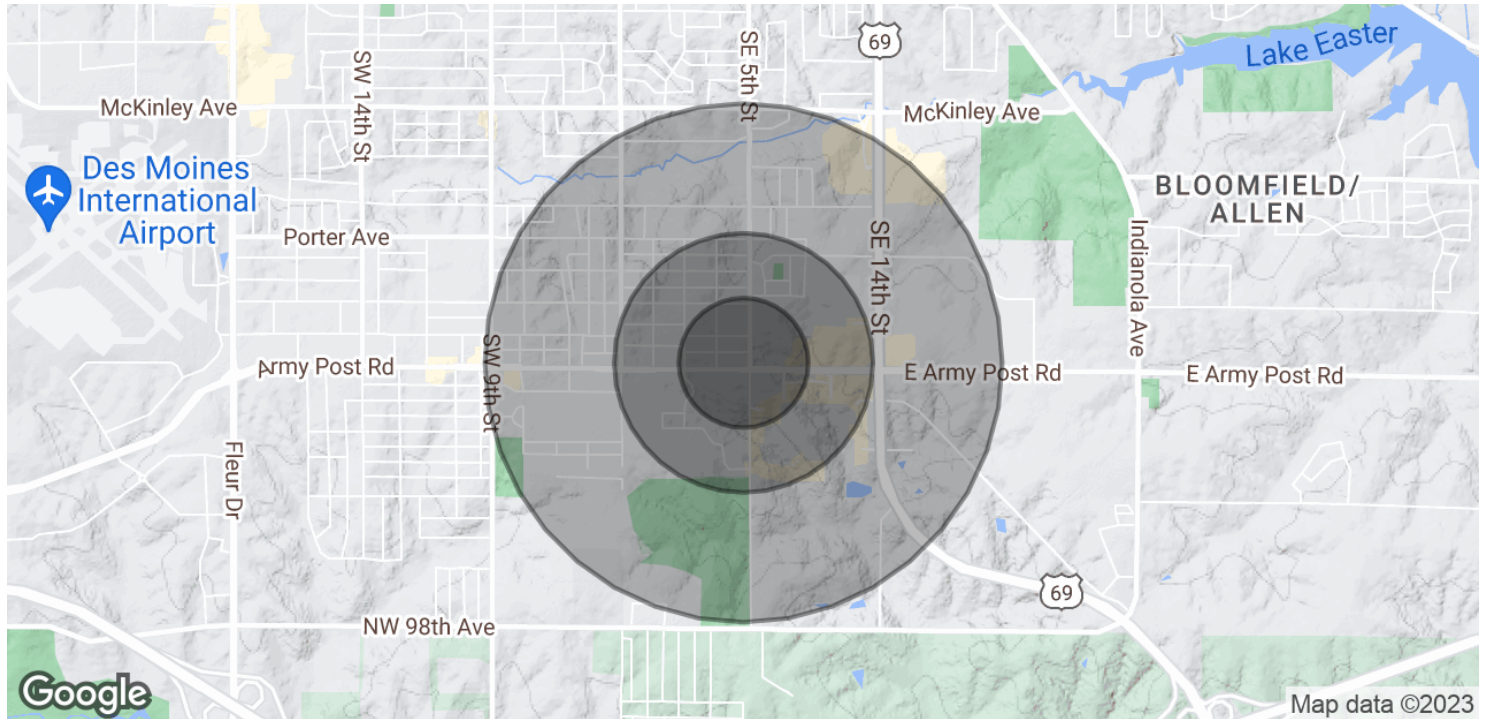 SE 5th St
69
Lake Easter
McKinley Ave
McKinley Ave
SW 14th St
Des Moines
International
Airport
BLOOMFIELD/
ALLEN
Porter Ave
SE 14th St
Indianola Ave
SW 9th St
Army Post Rd
E Army Post Rd
E Army Post Rd
Fleur Dr
69
NW 98th Ave
Google
Map data ©2023